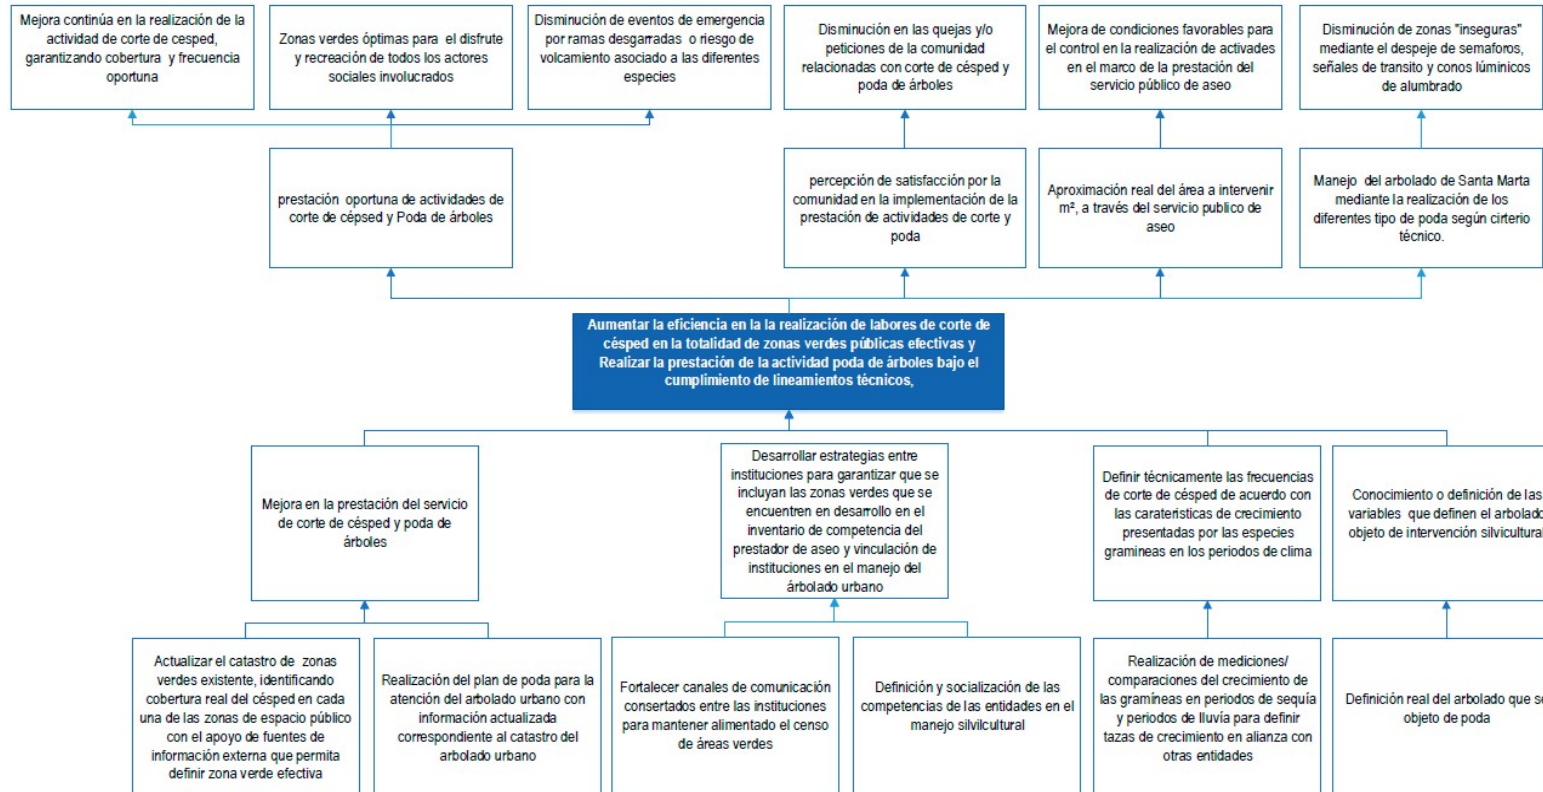 Mejora contínua en la realización de la
actividad de corte de cesped,
garantizando cobertura y frecuencia
oportuna
Zonas verdes óptimas para el disfrute
y recreación de todos los actores
sociales involucrados
Disminución de eventos de emergencia
por ramas desgarradas o riesgo de
volcamiento asociado a las diferentes
especies
Disminución en las quejas y/o
peticiones de la comunidad
relacionadas con corte de césped y
poda de árboles
Mejora de condiciones favorables para
el control en la realización de activades
en el marco de la prestación del
servicio público de aseo
Disminución de zonas "inseguras"
mediante el despeje de semaforos,
señales de transito y conos lúminicos
de alumbrado
prestación oportuna de actividades de
corte de cépsed y Poda de árboles
percepción de satisfacción por la
comunidad en la implementación de la
prestación de actividades de corte y
poda
Aproximación real del área a intervenir
m², a través del servicio publico de
aseo
Manejo del arbolado de Santa Marta
mediante la realización de los
diferentes tipo de poda según cirterio
técnico.
Aumentar la eficiencia en la la realización de labores de corte de
césped en la totalidad de zonas verdes públicas efectivas y
Realizar la prestación de la actividad poda de árboles bajo el
cumplimiento de lineamientos técnicos,
Mejora en la prestación del servicio
de corte de césped y poda de
árboles
Desarrollar estrategias entre
instituciones para garantizar que se
incluyan las zonas verdes que se
encuentren en desarrollo en el
inventario de competencia del
prestador de aseo y vinculación de
instituciones en el manejo del
árbolado urbano
Definir técnicamente las frecuencias
de corte de césped de acuerdo con
las caraterísticas de crecimiento
presentadas por las especies
gramineas en los periodos de clima
Conocimiento o definición de las
variables que definen el arbolado
objeto de intervención silvicultural
Actualizar el catastro de zonas
verdes existente, identificando
cobertura real del césped en cada
una de las zonas de espacio público
con el apoyo de fuentes de
información externa que permita
definir zona verde efectiva
Realización del plan de poda para la
atención del arbolado urbano con
información actualizada
correspondiente al catastro del
arbolado urbano
Fortalecer canales de comunicación
consertados entre las instituciones
para mantener alimentado el censo
de áreas verdes
Definición y socialización de las
competencias de las entidades en el
manejo silvilcultural
Realización de mediciones/
comparaciones del crecimiento de
las gramíneas en periodos de sequía
y periodos de lluvía para definir
tazas de crecimiento en alianza con
otras entidades
Definición real del arbolado que se
objeto de poda